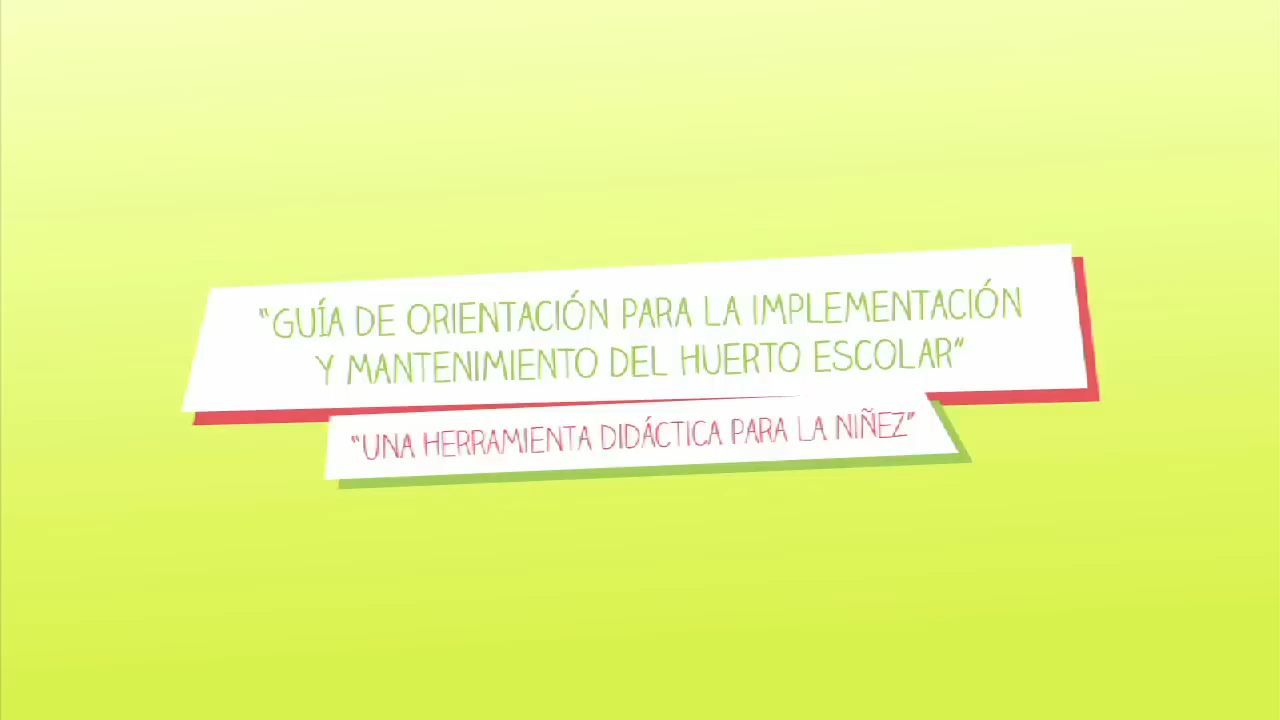 "GUÍA DE ORIENTACIÓN PARA LA IMPLEMENTACIÓN
Y MANTENIMIENTO DEL HUERTO ESCOLAR"
"UNA HERRAMIENTA DIDÁCTICA PARA LA NIÑEZ"